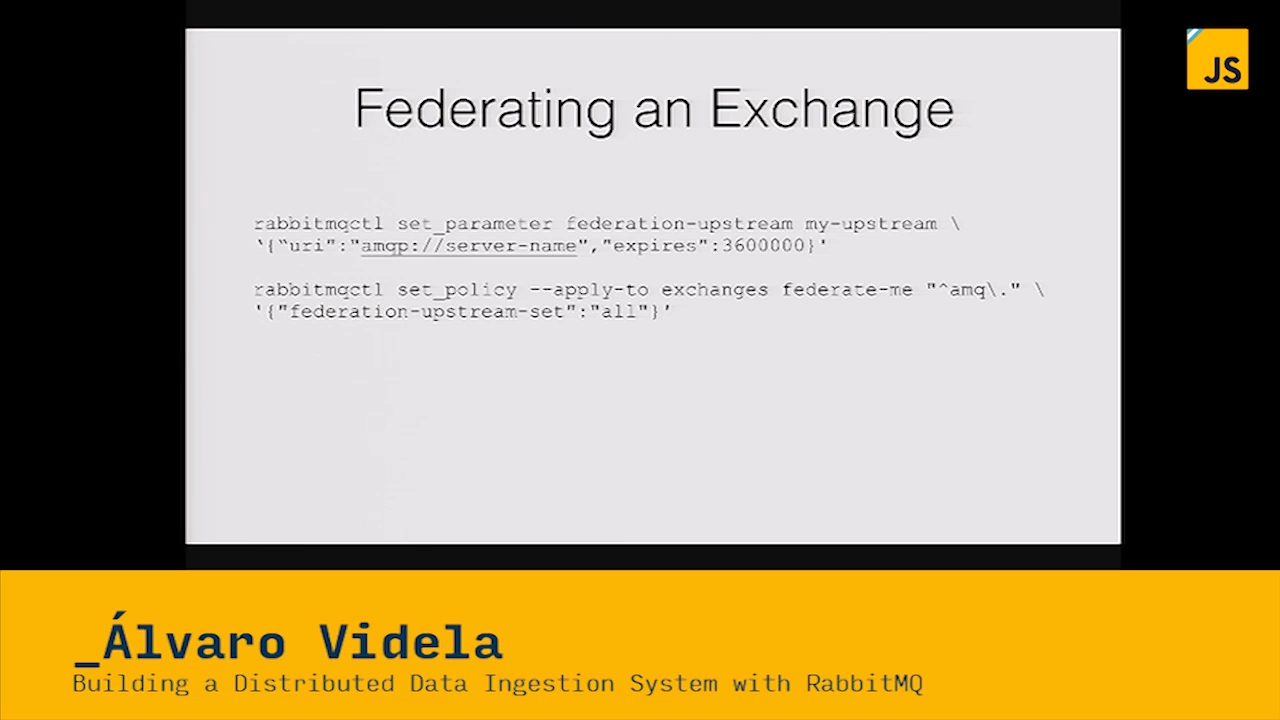 Federating an Exchange
rabbitmqctl set_parameter federation-upstream my-upstream \
‘{“uri":"amqp://server-name","expires":3600000}'
rabbitmqctl set_policy --apply-to exchanges federate-me "^amq\." \
'{"federation-upstream-set":"all"}’
JS
_Álvaro Videla
Building a Distributed Data Ingestion System with RabbitMQ